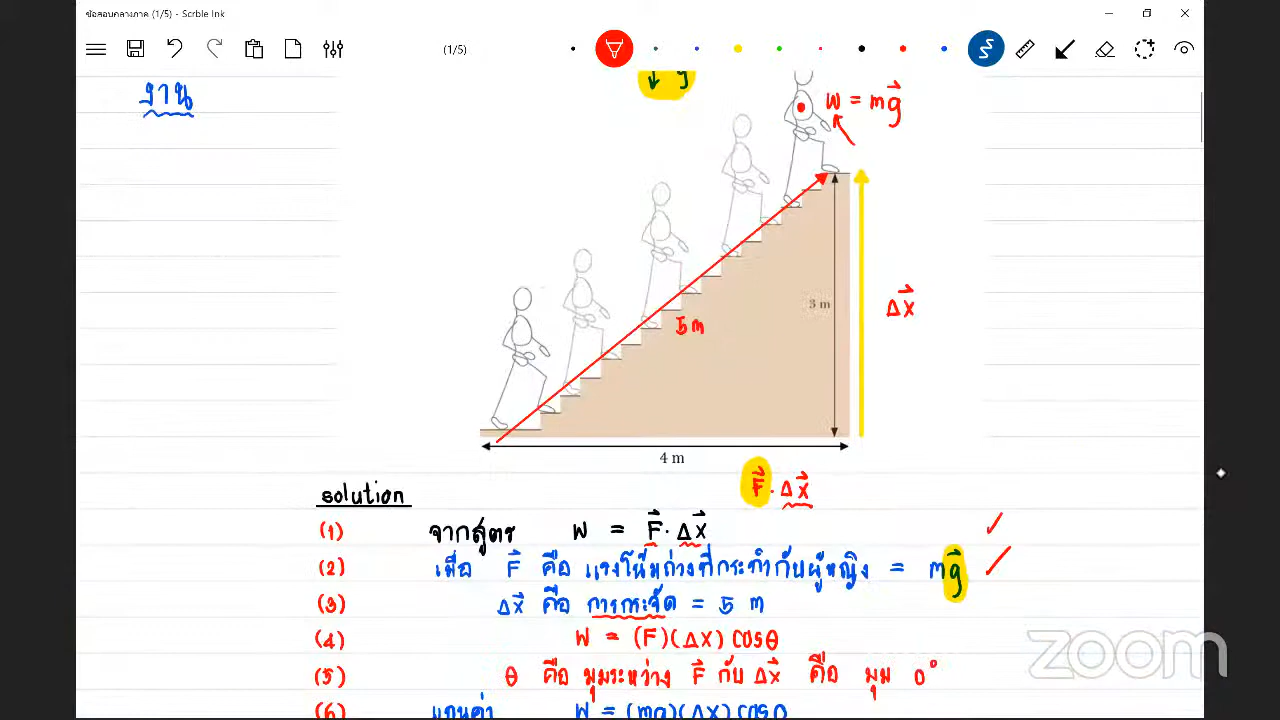 ข้อสอบกลางภาค (1/5) - Scrble Ink
(1/5)
งาน
g
W = mg⃗
3 m
Δx⃗
5 m
4 m
F⃗ · Δx⃗
solution
(1) จากสูตร W = F⃗ · Δx⃗
(2) เมื่อ F⃗ คือ แรงโน้มถ่วงที่กระทำกับผู้หญิง = mg⃗
(3) Δx⃗ คือ การกระจัด = 5 m
(4) W = (F)(Δx) cosθ
(5) θ คือ มุมระหว่าง F⃗ กับ Δx⃗ คือ มุม 0°
(6) แทนค่า W = (mg)(Δx) cos0
zoom